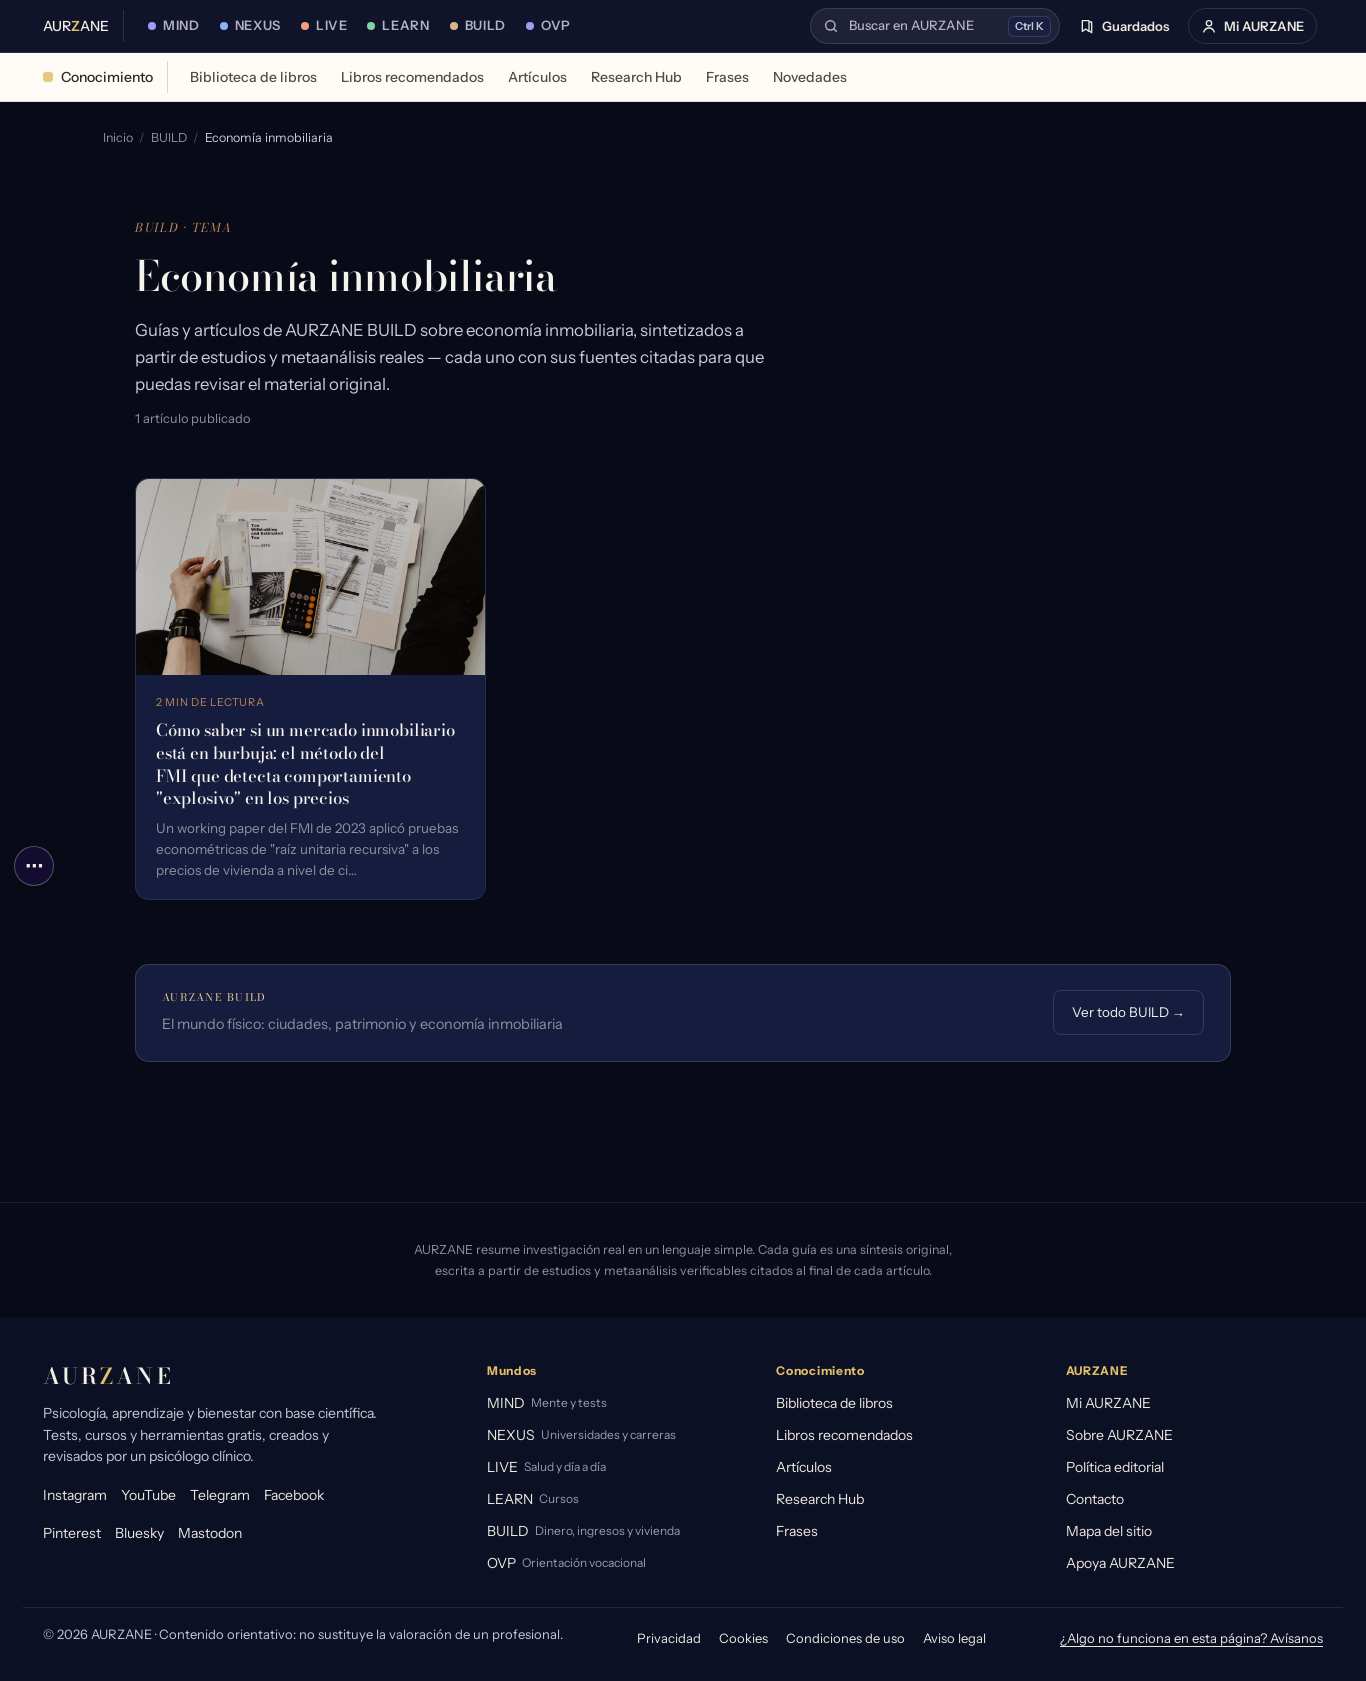 AURZANE
MIND NEXUS LIVE LEARN BUILD OVP
Buscar en AURZANE Ctrl K
Guardados
Mi AURZANE
Conocimiento
Biblioteca de libros Libros recomendados Artículos Research Hub Frases Novedades
Inicio / BUILD / Economía inmobiliaria
BUILD · TEMA
Economía inmobiliaria
Guías y artículos de AURZANE BUILD sobre economía inmobiliaria, sintetizados a
partir de estudios y metaanálisis reales — cada uno con sus fuentes citadas para que
puedas revisar el material original.
1 artículo publicado
Tax
Withholding
and Estimated
Tax
2 MIN DE LECTURA
Cómo saber si un mercado inmobiliario
está en burbuja: el método del
FMI que detecta comportamiento
"explosivo" en los precios
Un working paper del FMI de 2023 aplicó pruebas
econométricas de "raíz unitaria recursiva" a los
precios de vivienda a nivel de ci...
AURZANE BUILD
El mundo físico: ciudades, patrimonio y economía inmobiliaria
Ver todo BUILD →
AURZANE resume investigación real en un lenguaje simple. Cada guía es una síntesis original,
escrita a partir de estudios y metaanálisis verificables citados al final de cada artículo.
AURZANE
Psicología, aprendizaje y bienestar con base científica.
Tests, cursos y herramientas gratis, creados y
revisados por un psicólogo clínico.
Instagram YouTube Telegram Facebook
Pinterest Bluesky Mastodon
Mundos
MIND Mente y tests
NEXUS Universidades y carreras
LIVE Salud y día a día
LEARN Cursos
BUILD Dinero, ingresos y vivienda
OVP Orientación vocacional
Conocimiento
Biblioteca de libros
Libros recomendados
Artículos
Research Hub
Frases
AURZANE
Mi AURZANE
Sobre AURZANE
Política editorial
Contacto
Mapa del sitio
Apoya AURZANE
© 2026 AURZANE · Contenido orientativo: no sustituye la valoración de un profesional.
Privacidad Cookies Condiciones de uso Aviso legal
¿Algo no funciona en esta página? Avísanos